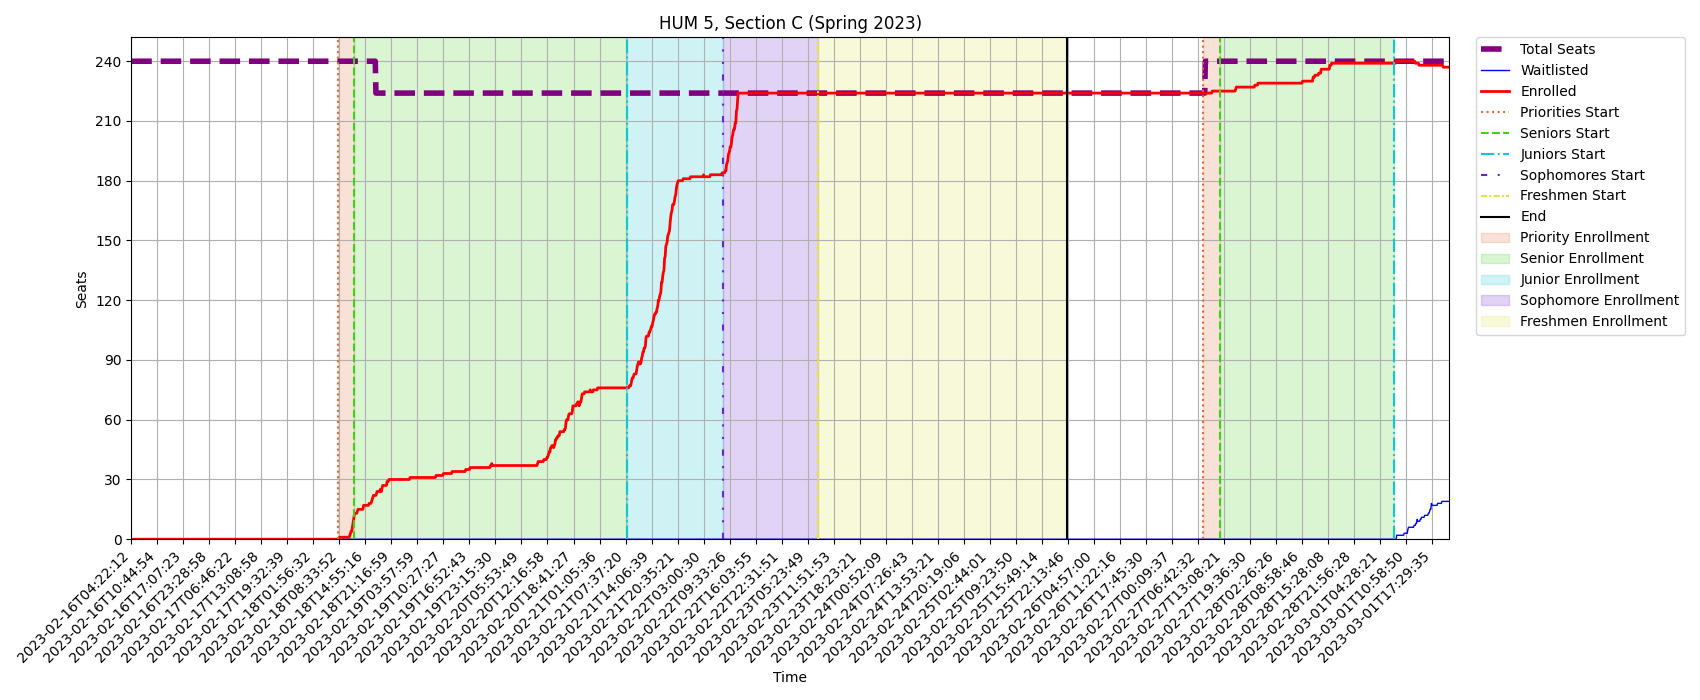 HUM 5, Section C (Spring 2023)
Seats
240
210
180
150
120
90
60
30
0
2023-02-16T04:22:12
2023-02-16T10:44:54
2023-02-16T17:07:23
2023-02-16T23:28:58
2023-02-17T06:46:22
2023-02-17T13:08:58
2023-02-17T19:32:39
2023-02-18T01:56:32
2023-02-18T08:33:52
2023-02-18T14:55:16
2023-02-18T21:16:59
2023-02-19T03:57:59
2023-02-19T10:27:27
2023-02-19T16:52:43
2023-02-19T23:15:30
2023-02-20T05:53:49
2023-02-20T12:16:58
2023-02-20T18:41:27
2023-02-21T01:05:36
2023-02-21T07:37:20
2023-02-21T14:06:39
2023-02-21T20:35:21
2023-02-22T03:00:30
2023-02-22T09:33:26
2023-02-22T16:03:55
2023-02-22T22:31:51
2023-02-23T05:23:49
2023-02-23T11:51:53
2023-02-23T18:23:21
2023-02-24T00:52:09
2023-02-24T07:26:43
2023-02-24T13:53:21
2023-02-24T20:19:06
2023-02-25T02:44:01
2023-02-25T09:23:50
2023-02-25T15:49:14
2023-02-25T22:13:46
2023-02-26T04:57:00
2023-02-26T11:22:16
2023-02-26T17:45:30
2023-02-27T00:09:37
2023-02-27T06:42:32
2023-02-27T13:08:21
2023-02-27T19:36:30
2023-02-28T02:26:26
2023-02-28T08:58:46
2023-02-28T15:28:08
2023-02-28T21:56:28
2023-03-01T04:28:21
2023-03-01T10:58:50
2023-03-01T17:29:35
Time
Total Seats
Waitlisted
Enrolled
Priorities Start
Seniors Start
Juniors Start
Sophomores Start
Freshmen Start
End
Priority Enrollment
Senior Enrollment
Junior Enrollment
Sophomore Enrollment
Freshmen Enrollment